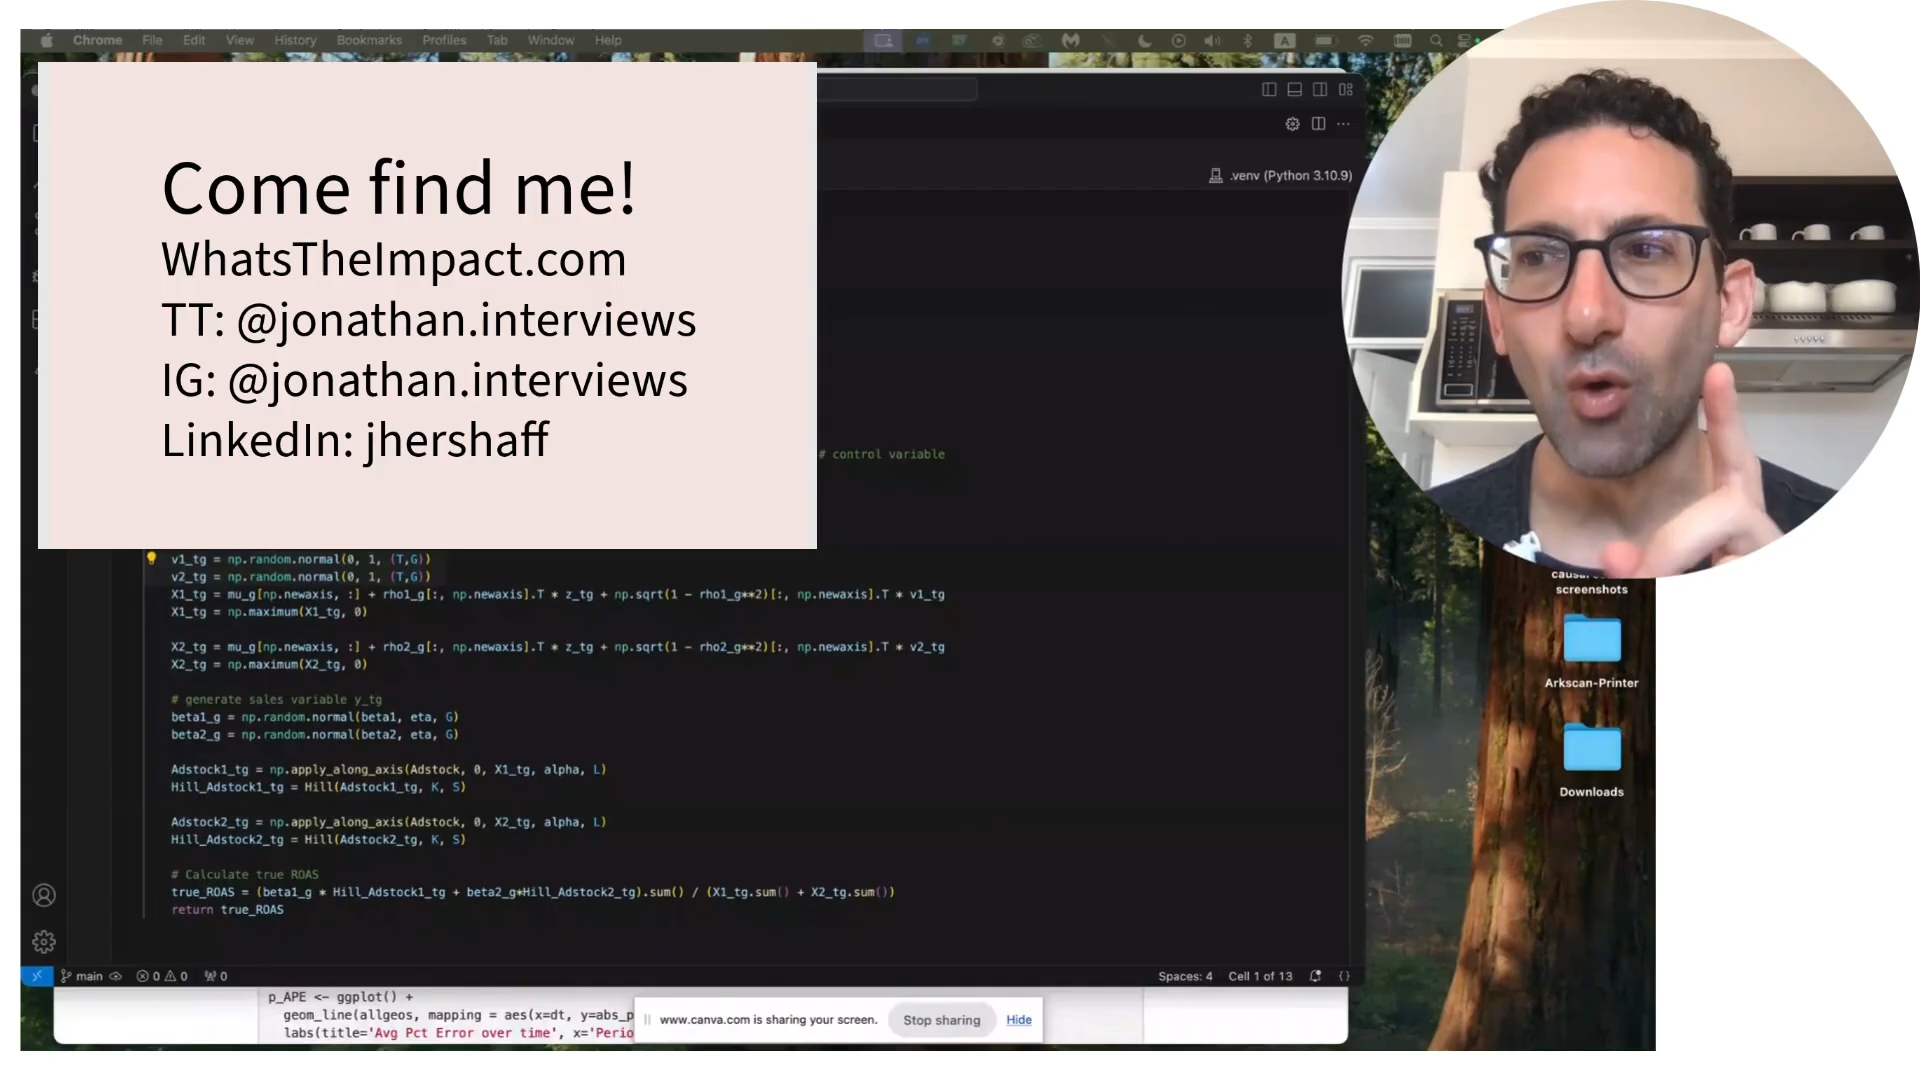 Chrome File Edit View History Bookmarks Profiles Tab Window Help
Come find me!
WhatsTheImpact.com
TT: @jonathan.interviews
IG: @jonathan.interviews
LinkedIn: jhershaff
.venv (Python 3.10.9)
# control variable
v1_tg = np.random.normal(0, 1, (T,G))
v2_tg = np.random.normal(0, 1, (T,G))
X1_tg = mu_g[np.newaxis, :] + rho1_g[:, np.newaxis].T * z_tg + np.sqrt(1 - rho1_g**2)[:, np.newaxis].T * v1_tg
X1_tg = np.maximum(X1_tg, 0)
X2_tg = mu_g[np.newaxis, :] + rho2_g[:, np.newaxis].T * z_tg + np.sqrt(1 - rho2_g**2)[:, np.newaxis].T * v2_tg
X2_tg = np.maximum(X2_tg, 0)
# generate sales variable y_tg
beta1_g = np.random.normal(beta1, eta, G)
beta2_g = np.random.normal(beta2, eta, G)
Adstock1_tg = np.apply_along_axis(Adstock, 0, X1_tg, alpha, L)
Hill_Adstock1_tg = Hill(Adstock1_tg, K, S)
Adstock2_tg = np.apply_along_axis(Adstock, 0, X2_tg, alpha, L)
Hill_Adstock2_tg = Hill(Adstock2_tg, K, S)
# Calculate true ROAS
true_ROAS = (beta1_g * Hill_Adstock1_tg + beta2_g*Hill_Adstock2_tg).sum() / (X1_tg.sum() + X2_tg.sum())
return true_ROAS
screenshots
Arkscan-Printer
Downloads
main 0 0 0
Spaces: 4 Cell 1 of 13
p_APE <- ggplot() +
geom_line(allgeos, mapping = aes(x=dt, y=abs_p
labs(title='Avg Pct Error over time', x='Perio
www.canva.com is sharing your screen. Stop sharing Hide